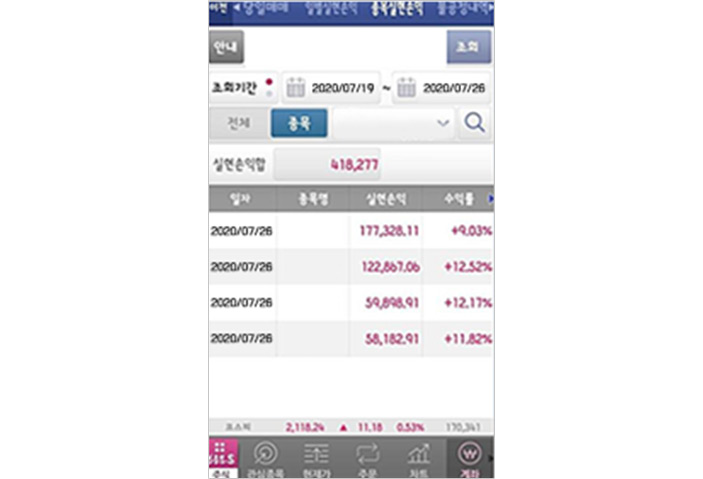 이전 ◀ 당일매매 일별실현손익 종목실현손익 물공정내역▶
안내 조회
조회기간 2020/07/19 ~ 2020/07/26
전체 종목
실현손익합 418,277
일자 종목명 실현손익 수익률
2020/07/26 177,328.11 +9.03%
2020/07/26 122,867.06 +12.52%
2020/07/26 59,898.91 +12.17%
2020/07/26 58,182.91 +11.82%
코스피 2,118.24 ▲ 11.18 0.53% 170,341
주식 관심종목 현재가 주문 차트 계좌